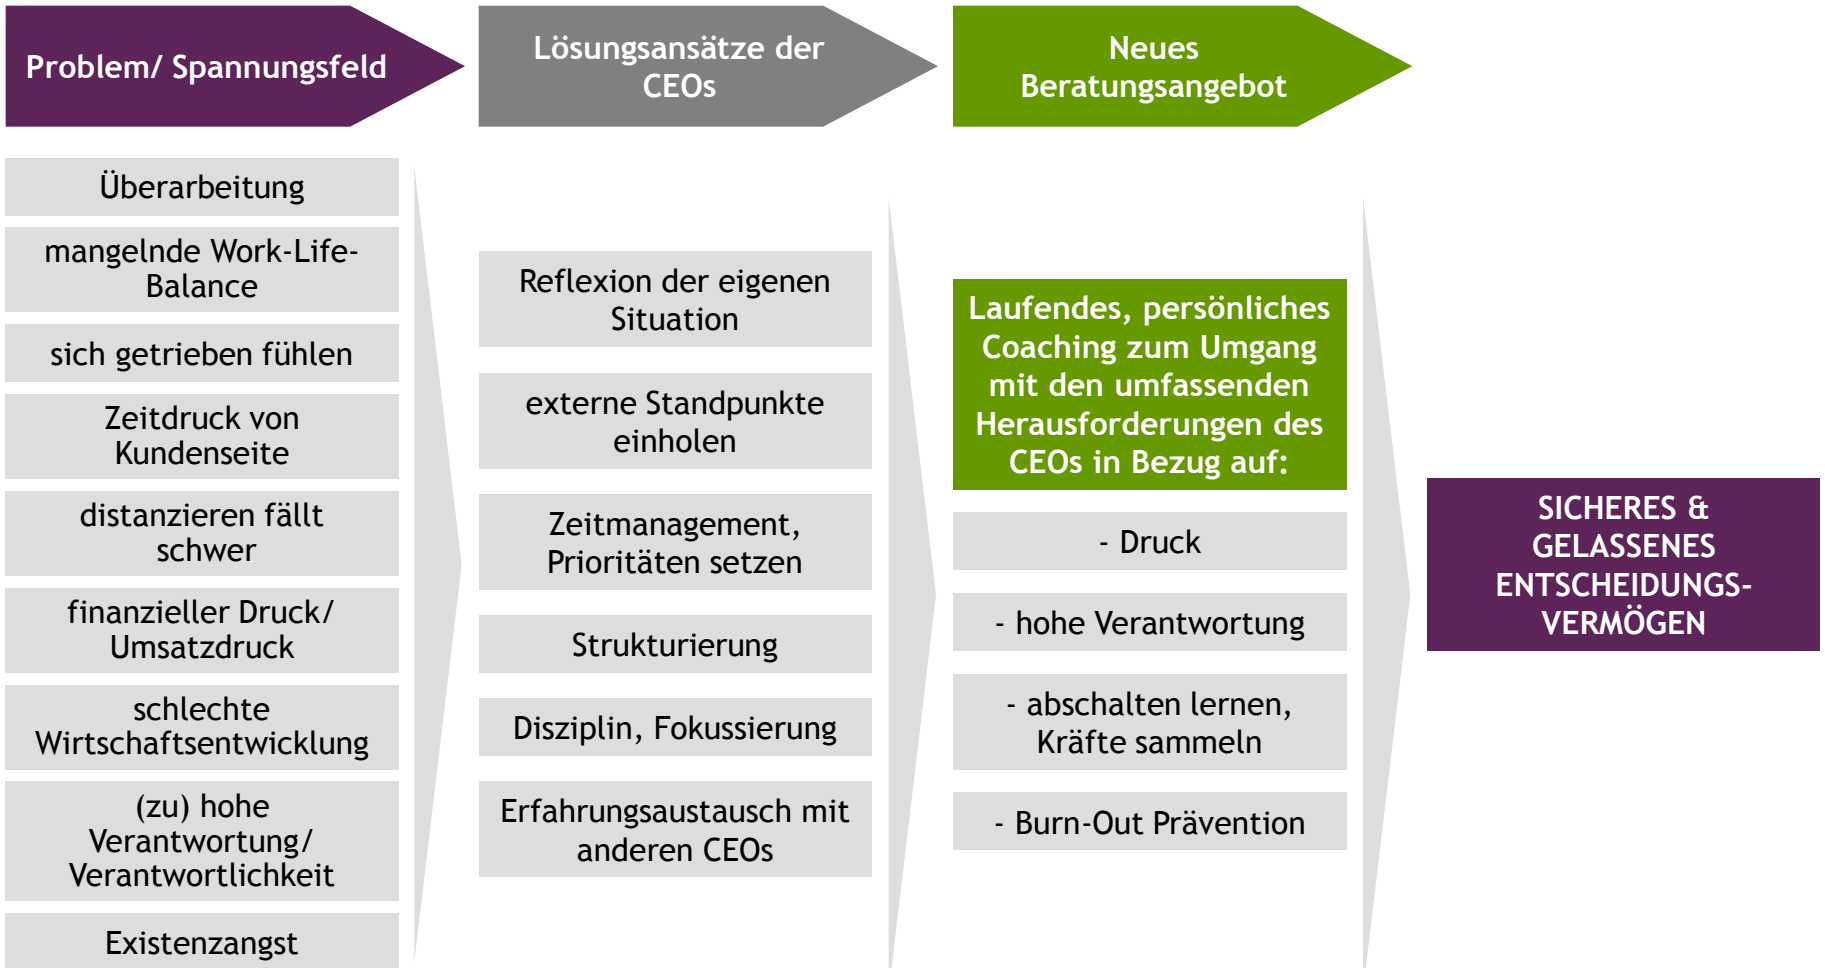 Problem/ Spannungsfeld
Lösungsansätze der
CEOs
Neues
Beratungsangebot
Überarbeitung
mangelnde Work-Life-
Balance
sich getrieben fühlen
Zeitdruck von
Kundenseite
distanzieren fällt
schwer
finanzieller Druck/
Umsatzdruck
schlechte
Wirtschaftsentwicklung
(zu) hohe
Verantwortung/
Verantwortlichkeit
Existenzangst
Reflexion der eigenen
Situation
externe Standpunkte
einholen
Zeitmanagement,
Prioritäten setzen
Strukturierung
Disziplin, Fokussierung
Erfahrungsaustausch mit
anderen CEOs
Laufendes, persönliches
Coaching zum Umgang
mit den umfassenden
Herausforderungen des
CEOs in Bezug auf:
- Druck
- hohe Verantwortung
- abschalten lernen,
Kräfte sammeln
- Burn-Out Prävention
SICHERES &
GELASSENES
ENTSCHEIDUNGS-
VERMÖGEN